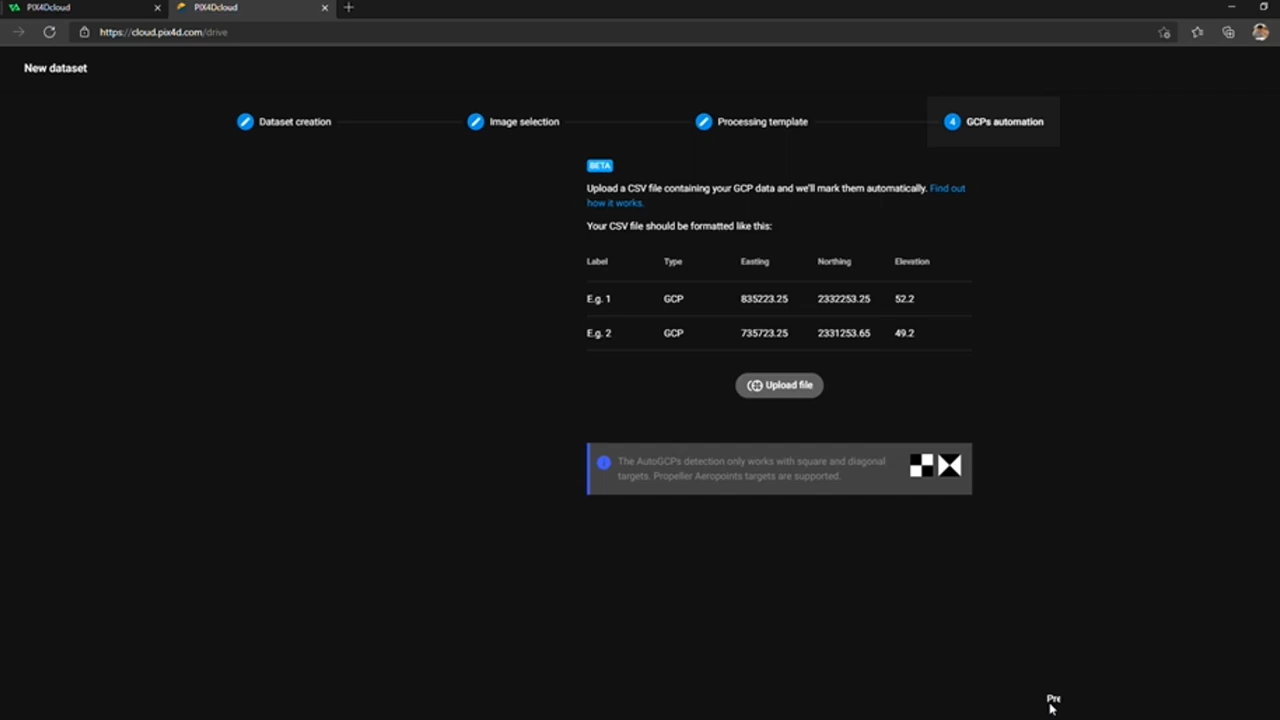 PIX4Dcloud
PIX4Dcloud
https://cloud.pix4d.com/drive
New dataset
Dataset creation
Image selection
Processing template
4 GCPs automation
BETA
Upload a CSV file containing your GCP data and we'll mark them automatically. Find out
how it works.
Your CSV file should be formatted like this:
Label Type Easting Northing Elevation
E.g. 1 GCP 835223.25 2332253.25 52.2
E.g. 2 GCP 735723.25 2331253.65 49.2
Upload file
The AutoGCPs detection only works with square and diagonal
targets. Propeller Aeropoints targets are supported.
Pre